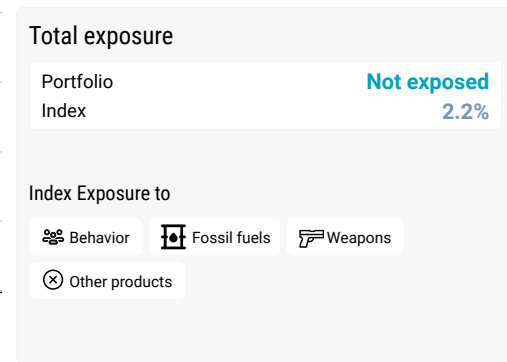 Total exposure
Portfolio Not exposed
Index 2.2%
Index Exposure to
Behavior Fossil fuels Weapons
Other products